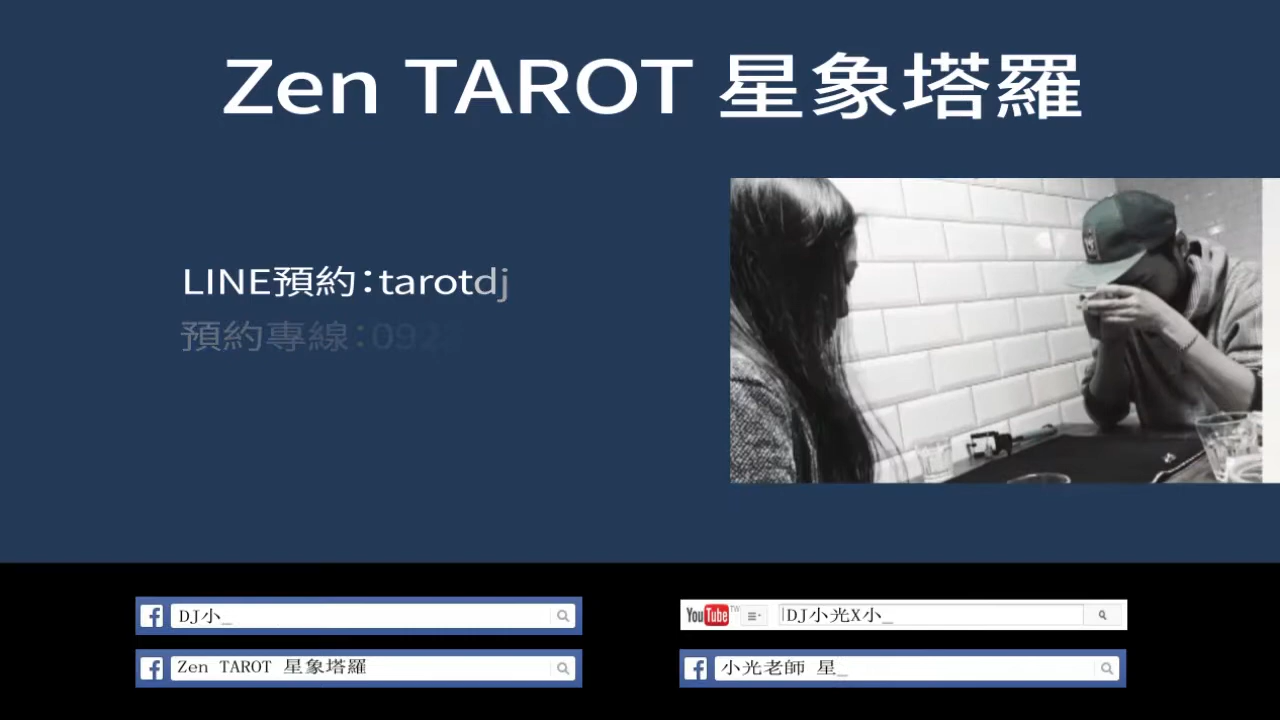 Zen TAROT 星象塔羅
LINE預約：tarotdj
預約專線：092
DJ小_
YouTube TW
DJ小光X小_
Zen TAROT 星象塔羅
小光老師 星_